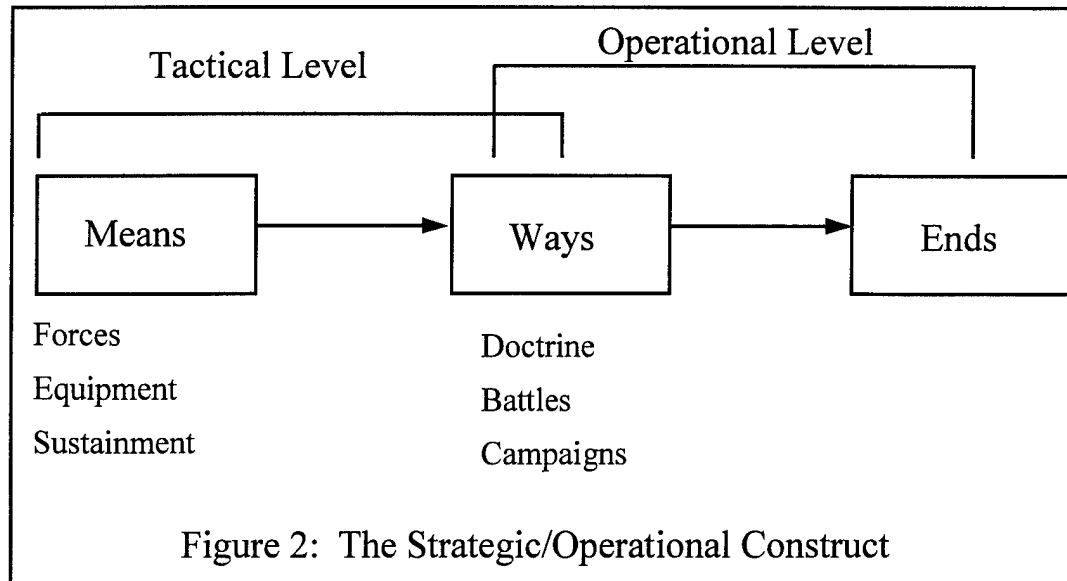 Operational Level
Tactical Level
Means
Ways
Ends
Forces
Equipment
Sustainment
Doctrine
Battles
Campaigns
Figure 2: The Strategic/Operational Construct